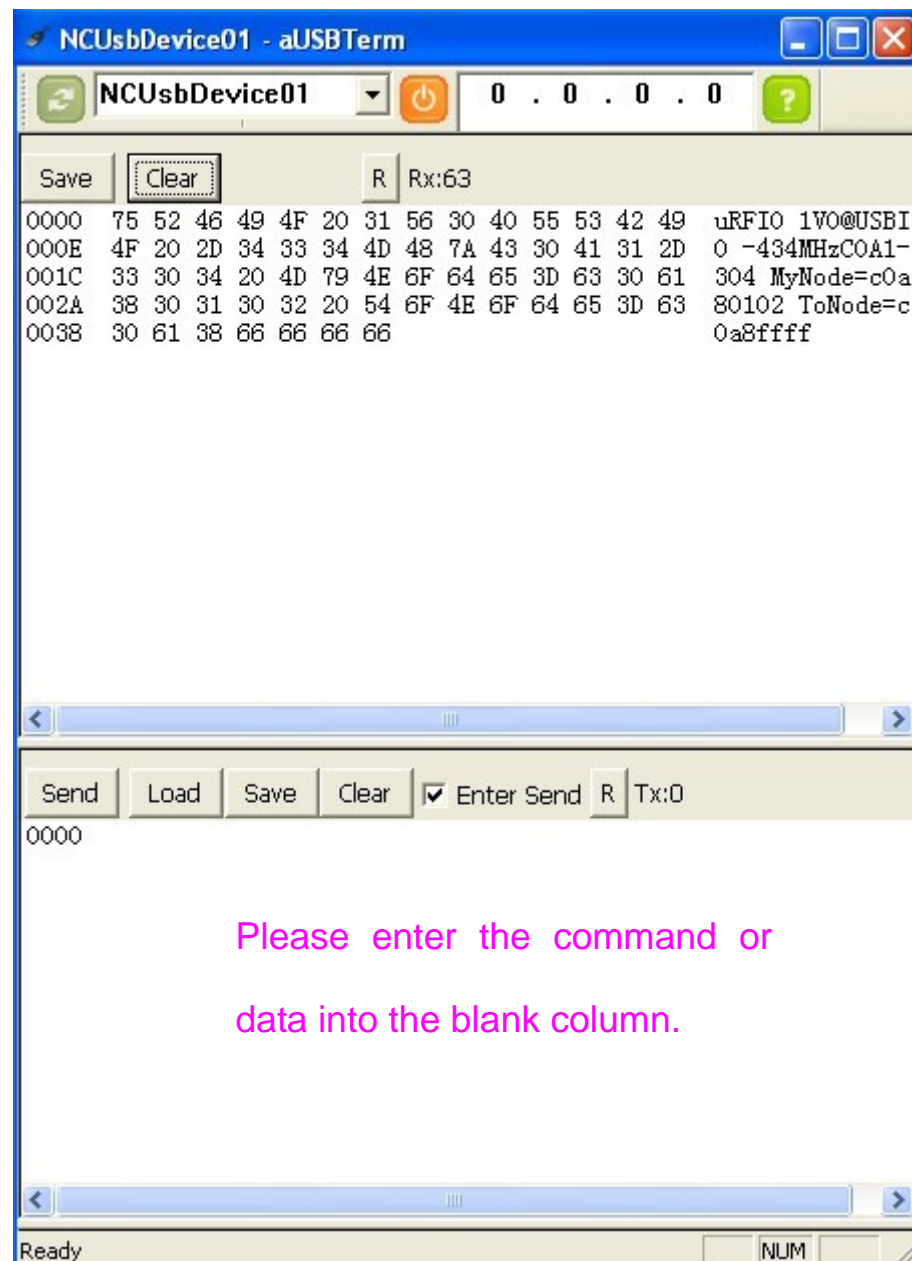 NCUsbDevice01 - aUSBTerm
NCUsbDevice01 0 . 0 . 0 . 0 ?
Save Clear R Rx:63
0000 75 52 46 49 4F 20 31 56 30 40 55 53 42 49 uRFIO 1V0@USBI
000E 4F 20 2D 34 33 34 4D 48 7A 43 30 41 31 2D O -434MHzC0A1-
001C 33 30 34 20 4D 79 4E 6F 64 65 3D 63 30 61 304 MyNode=c0a
002A 38 30 31 30 32 20 54 6F 4E 6F 64 65 3D 63 80102 ToNode=c
0038 30 61 38 66 66 66 66 0a8ffff
Send Load Save Clear Enter Send R Tx:0
0000
Please enter the command or
data into the blank column.
Ready NUM